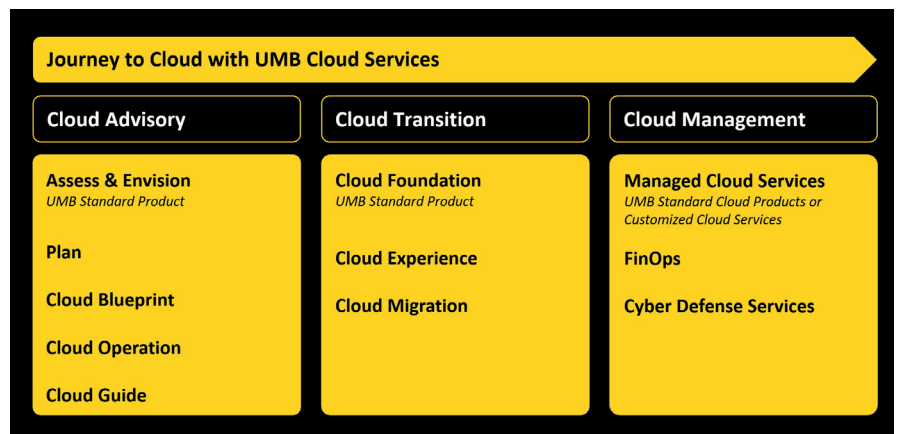 Journey to Cloud with UMB Cloud Services
Cloud Advisory
Assess & Envision
UMB Standard Product
Plan
Cloud Blueprint
Cloud Operation
Cloud Guide
Cloud Transition
Cloud Foundation
UMB Standard Product
Cloud Experience
Cloud Migration
Cloud Management
Managed Cloud Services
UMB Standard Cloud Products or
Customized Cloud Services
FinOps
Cyber Defense Services